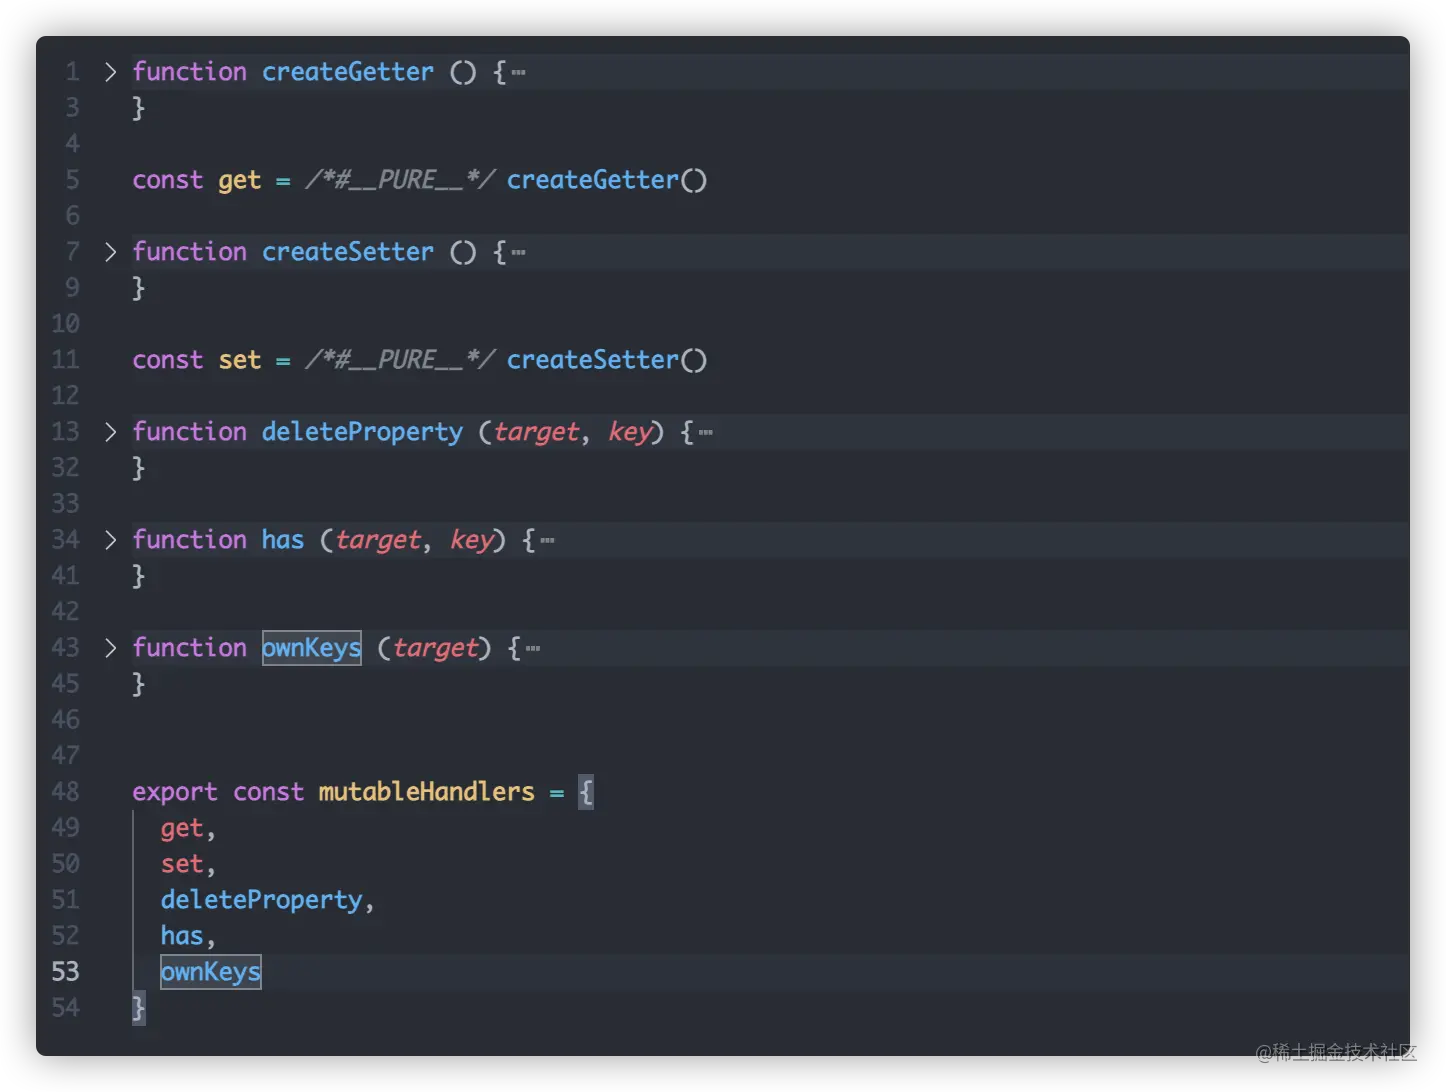 1 > function createGetter () {⋯
3 }
4
5 const get = /*#__PURE__*/ createGetter()
6
7 > function createSetter () {⋯
9 }
10
11 const set = /*#__PURE__*/ createSetter()
12
13 > function deleteProperty (target, key) {⋯
32 }
33
34 > function has (target, key) {⋯
41 }
42
43 > function ownKeys (target) {⋯
45 }
46
47
48 export const mutableHandlers = {
49 get,
50 set,
51 deleteProperty,
52 has,
53 ownKeys
54 }
@稀土掘金技术社区